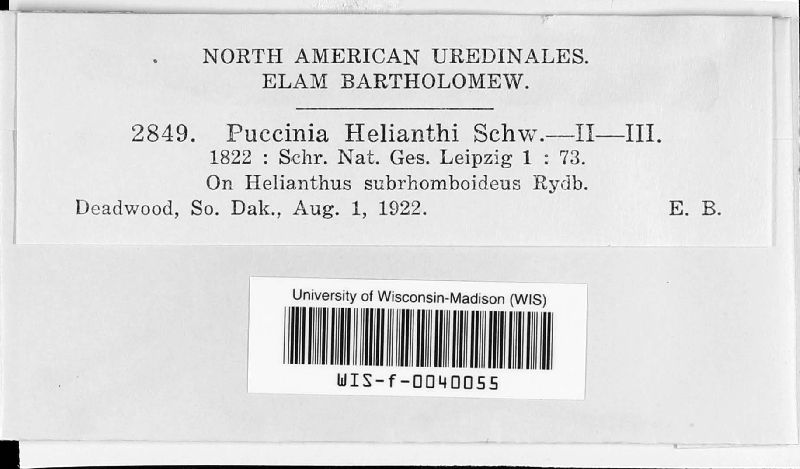 NORTH AMERICAN UREDINALES.
ELAM BARTHOLOMEW.
2849. Puccinia Helianthi Schw.—II—III.
1822 : Schr. Nat. Ges. Leipzig 1 : 73.
On Helianthus subrhomboideus Rydb.
Deadwood, So. Dak., Aug. 1, 1922. E. B.
University of Wisconsin-Madison (WIS)
WIS-f-0040055